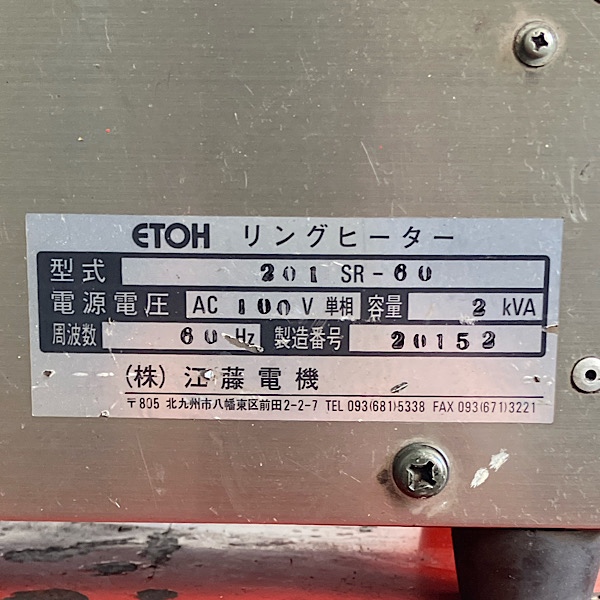 ETOH リングヒーター
型式 201 SR-60
電源電圧 AC 100 V 単相 容量 2 kVA
周波数 60 Hz 製造番号 20152
(株) 江藤電機
〒805 北九州市八幡東区前田2-2-7 TEL 093(681)5338 FAX 093(671)3221